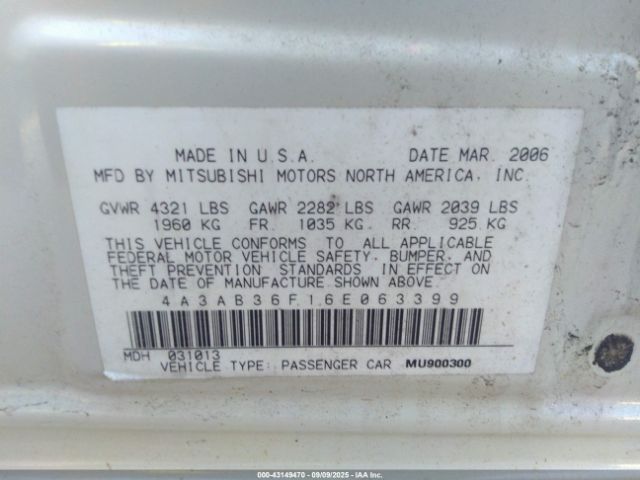 MADE IN U.S.A. DATE MAR. 2006
MFD BY MITSUBISHI MOTORS NORTH AMERICA, INC.
GVWR 4321 LBS GAWR 2282 LBS GAWR 2039 LBS
1960 KG FR. 1035 KG RR. 925 KG
THIS VEHICLE CONFORMS TO ALL APPLICABLE
FEDERAL MOTOR VEHICLE SAFETY, BUMPER, AND
THEFT PREVENTION STANDARDS IN EFFECT ON
THE DATE OF MANUFACTURE SHOWN ABOVE
4A3AB36F16E063399
MDH 031013
VEHICLE TYPE: PASSENGER CAR MU900300
000-43149470 - 09/09/2025 - IAA Inc.